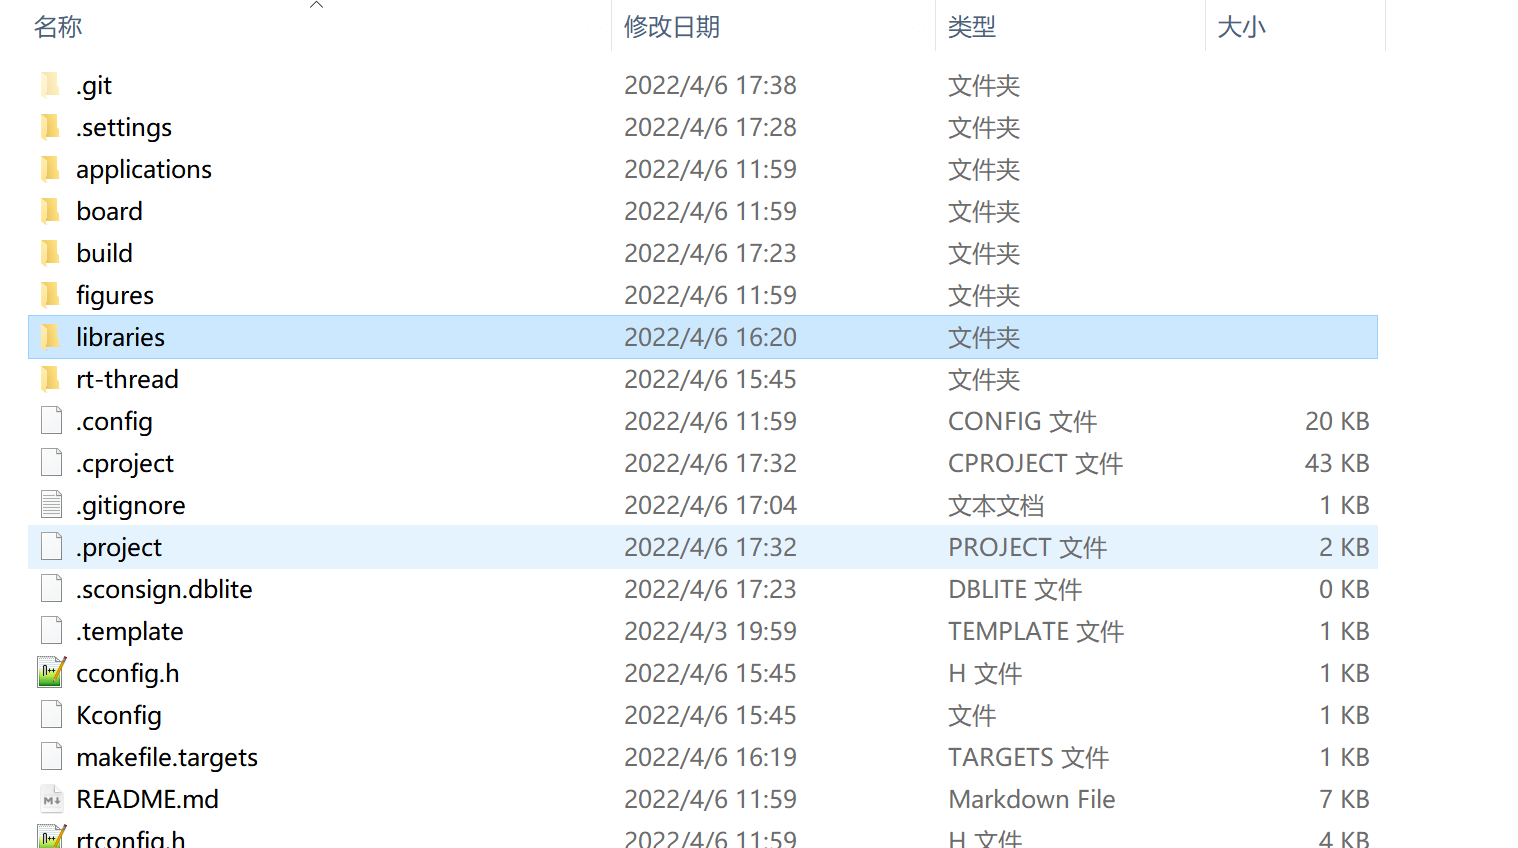 名称 修改日期 类型 大小
.git 2022/4/6 17:38 文件夹
.settings 2022/4/6 17:28 文件夹
applications 2022/4/6 11:59 文件夹
board 2022/4/6 11:59 文件夹
build 2022/4/6 17:23 文件夹
figures 2022/4/6 11:59 文件夹
libraries 2022/4/6 16:20 文件夹
rt-thread 2022/4/6 15:45 文件夹
.config 2022/4/6 11:59 CONFIG 文件 20 KB
.cproject 2022/4/6 17:32 CPROJECT 文件 43 KB
.gitignore 2022/4/6 17:04 文本文档 1 KB
.project 2022/4/6 17:32 PROJECT 文件 2 KB
.sconsign.dblite 2022/4/6 17:23 DBLITE 文件 0 KB
.template 2022/4/3 19:59 TEMPLATE 文件 1 KB
cconfig.h 2022/4/6 15:45 H 文件 1 KB
Kconfig 2022/4/6 15:45 文件 1 KB
makefile.targets 2022/4/6 16:19 TARGETS 文件 1 KB
README.md 2022/4/6 11:59 Markdown File 7 KB
rtconfig.h 2022/4/6 11:59 H 文件 4 KB